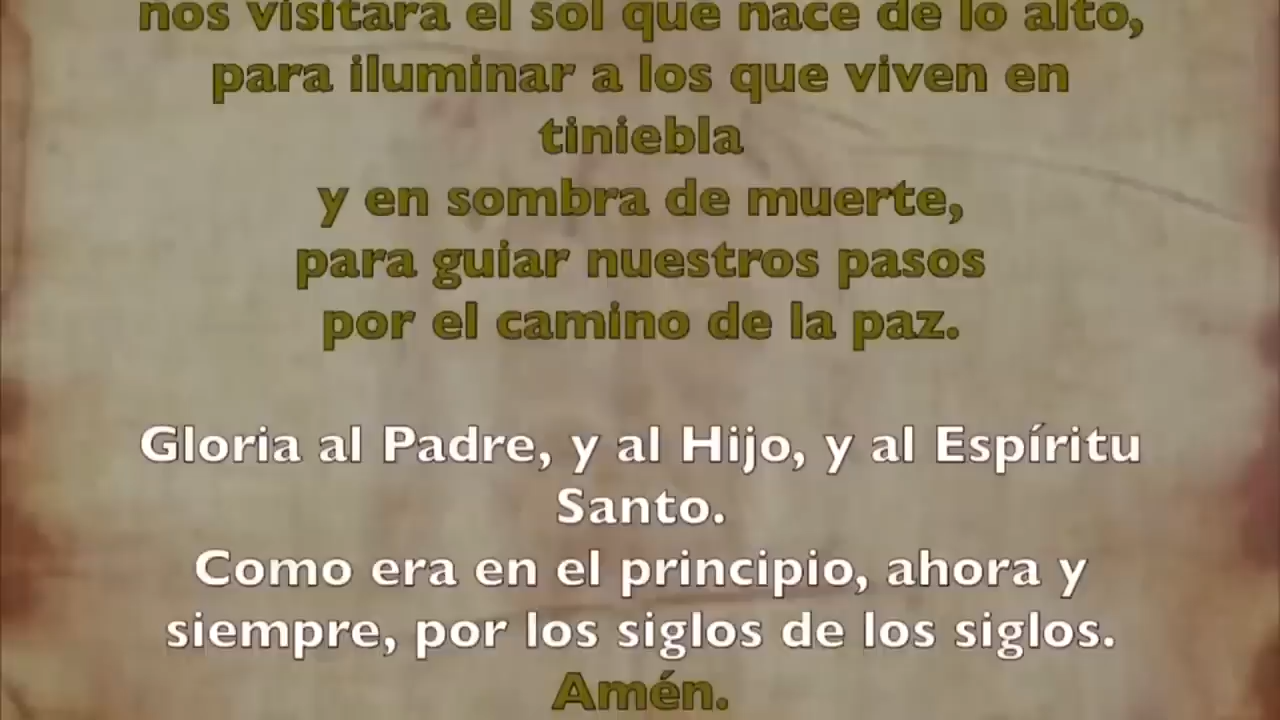 nos visitará el sol que nace de lo alto,
para iluminar a los que viven en
tiniebla
y en sombra de muerte,
para guiar nuestros pasos
por el camino de la paz.
Gloria al Padre, y al Hijo, y al Espíritu
Santo.
Como era en el principio, ahora y
siempre, por los siglos de los siglos.
Amén.